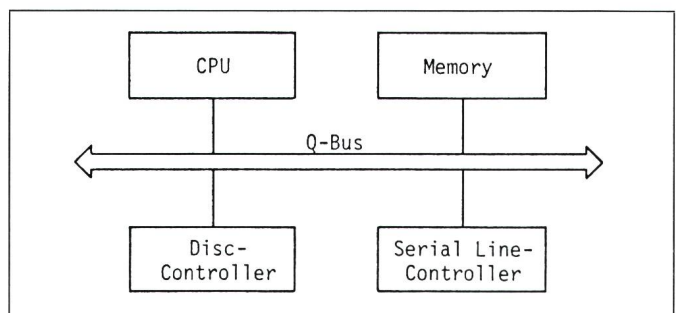 CPU
Memory
Q-Bus
Disc-
Controller
Serial Line-
Controller